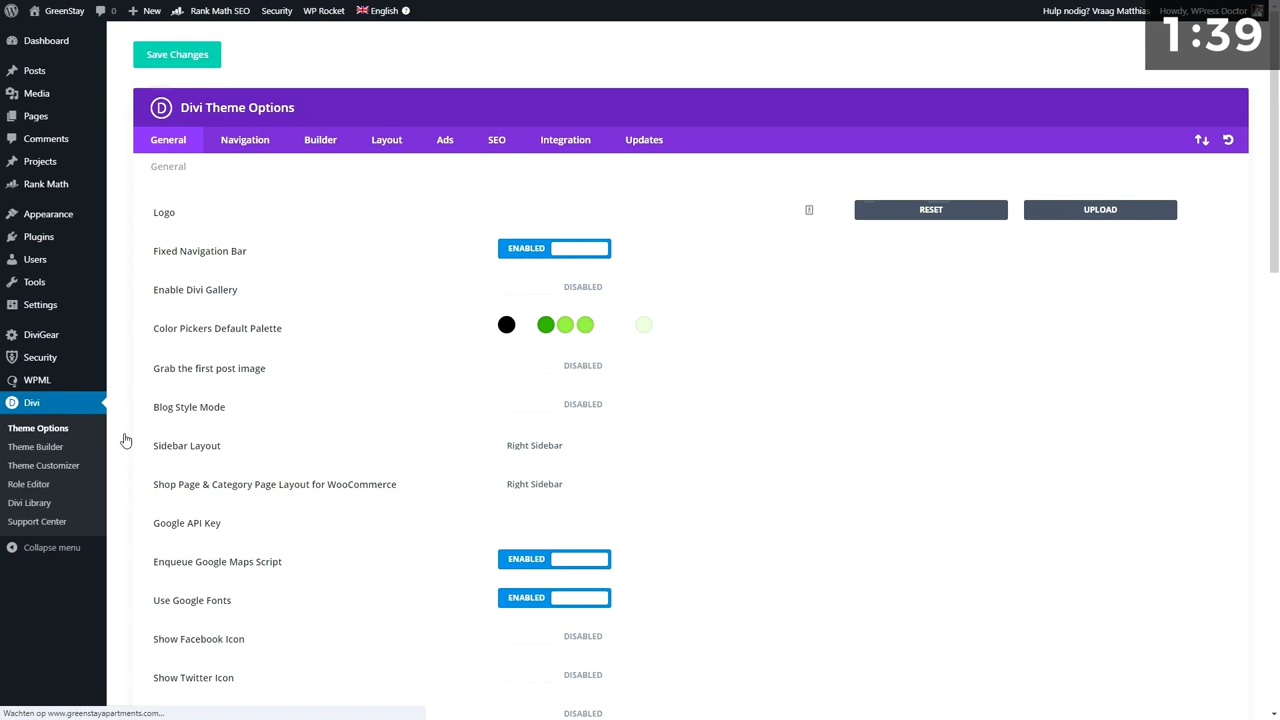 GreenStay 0 New Rank Math SEO Security WP Rocket English Hulp nodig? Vraag Matthias Howdy, WPress Doctor
1:39
Dashboard
Posts
Media
Pages
Comments
Projects
Rank Math
Appearance
Plugins
Users
Tools
Settings
DiviGear
Security
WPML
Divi
Theme Options
Theme Builder
Theme Customizer
Role Editor
Divi Library
Support Center
Collapse menu
Save Changes
D Divi Theme Options
General Navigation Builder Layout Ads SEO Integration Updates
General
Logo RESET UPLOAD
Fixed Navigation Bar ENABLED
Enable Divi Gallery DISABLED
Color Pickers Default Palette
Grab the first post image DISABLED
Blog Style Mode DISABLED
Sidebar Layout Right Sidebar
Shop Page & Category Page Layout for WooCommerce Right Sidebar
Google API Key
Enqueue Google Maps Script ENABLED
Use Google Fonts ENABLED
Show Facebook Icon DISABLED
Show Twitter Icon DISABLED
DISABLED
Wachten op www.greenstayapartments.com...